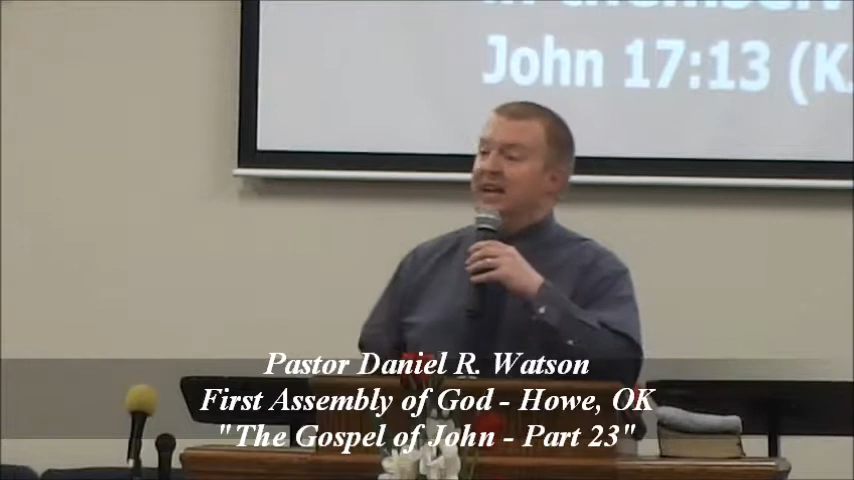 John 17:13
Pastor Daniel R. Watson
First Assembly of God - Howe, OK
"The Gospel of John - Part 23"